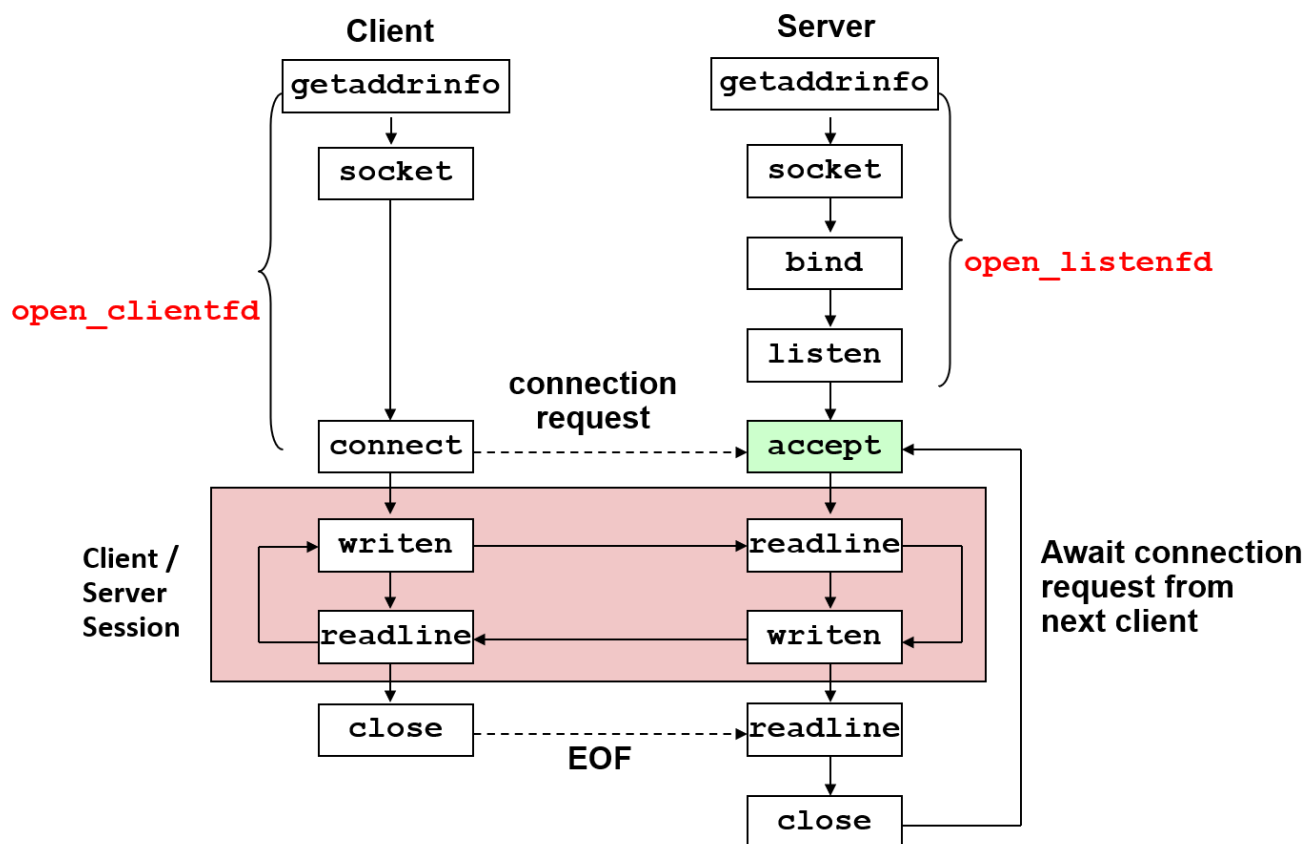 Client
Server
getaddrinfo
getaddrinfo
socket
socket
bind
open_listenfd
open_clientfd
listen
connection
request
connect
accept
Client /
Server
Session
writen
readline
Await connection
request from
next client
readline
writen
close
EOF
readline
close